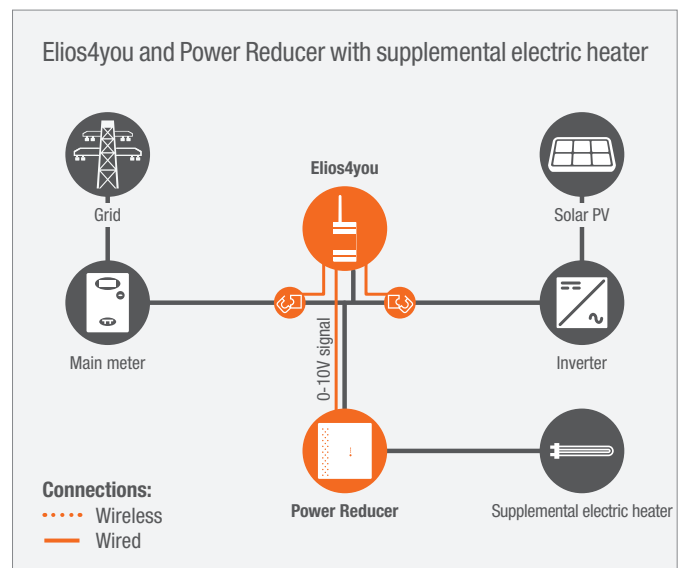 Elios4you and Power Reducer with supplemental electric heater
Elios4you
Grid
Solar PV
Main meter
0-10V signal
Inverter
Power Reducer
Supplemental electric heater
Connections:
Wireless
Wired